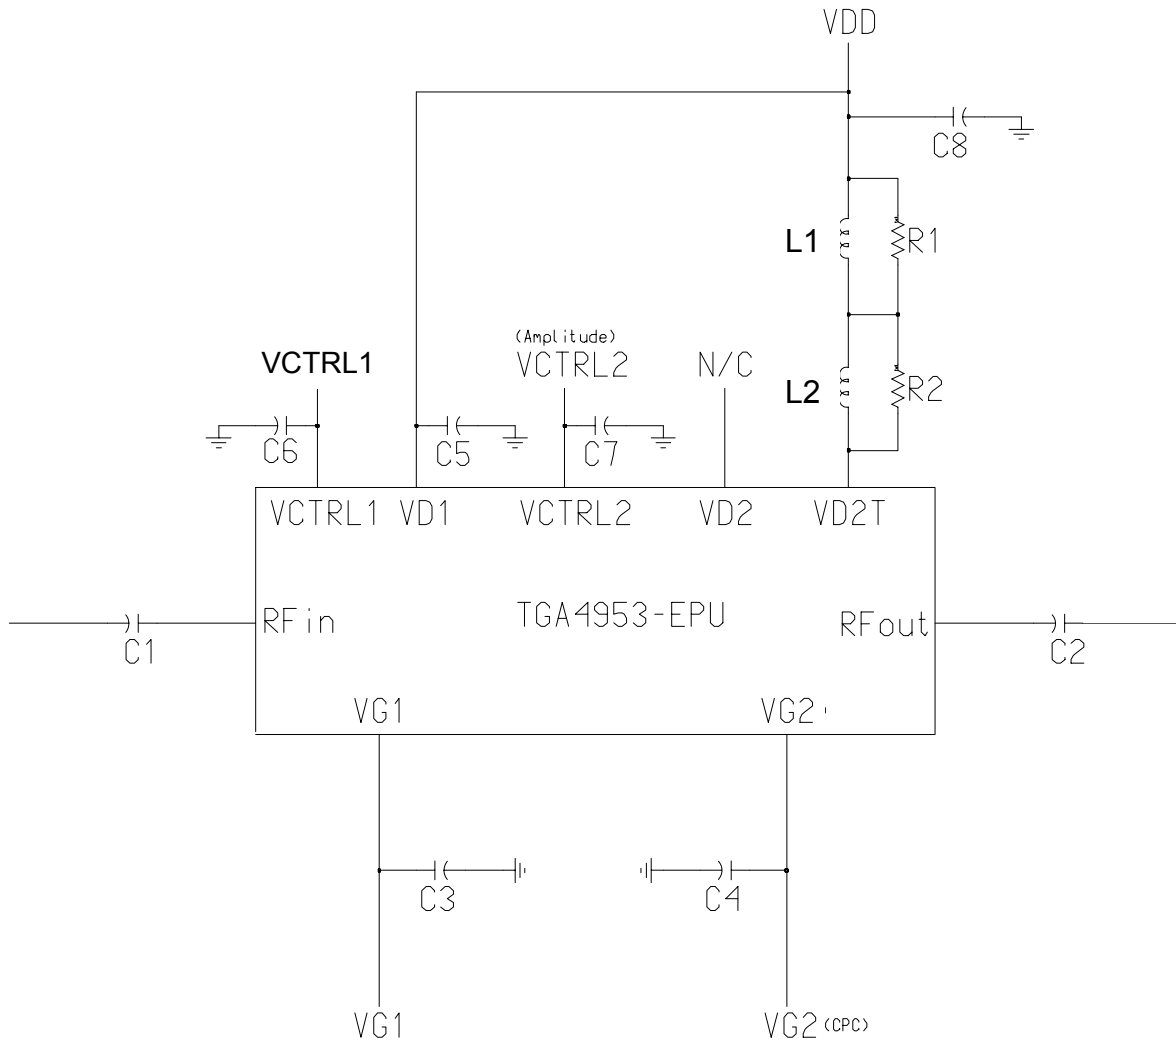 VDD
C8
L1
R1
(Amplitude)
VCTRL1
VCTRL2
N/C
L2
R2
C6
C5
C7
VCTRL1
VD1
VCTRL2
VD2
VD2T
RFin
TGA4953-EPU
RFout
C1
C2
VG1
VG2
C3
C4
VG1
VG2 (CPC)